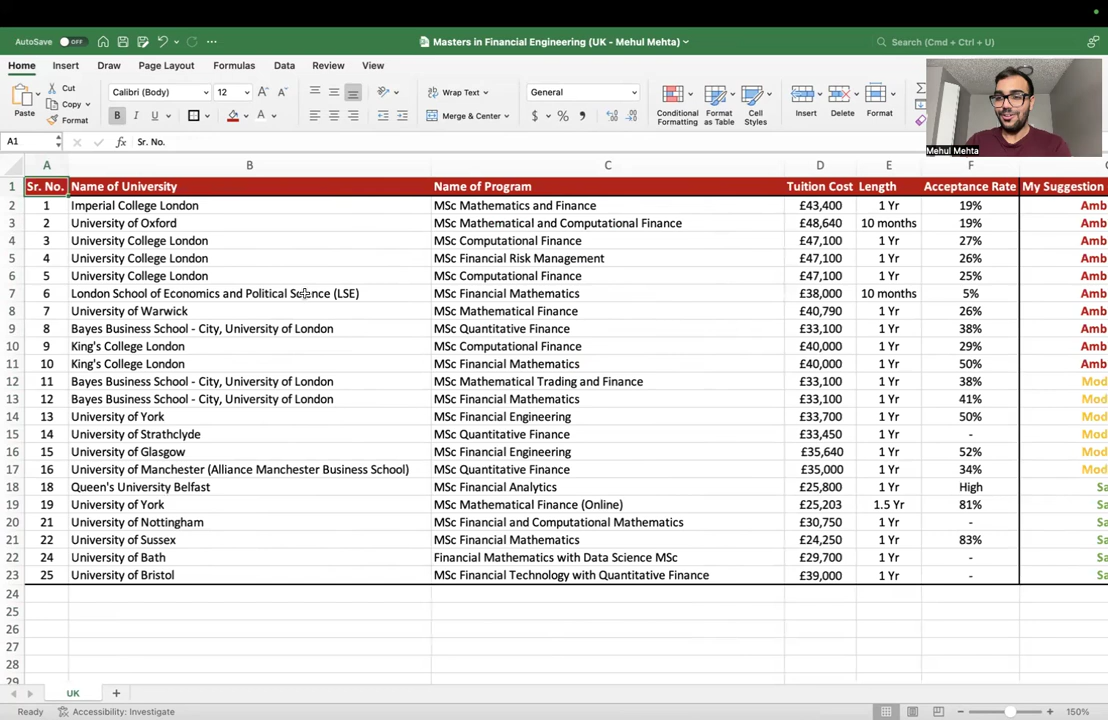 AutoSave OFF
Masters in Financial Engineering (UK - Mehul Mehta)
Search (Cmd + Ctrl + U)
Home Insert Draw Page Layout Formulas Data Review View
Paste Cut Copy Format
Calibri (Body) 12
B I U
Wrap Text
Merge & Center
General
$ %
Conditional Formatting
Format as Table
Cell Styles
Insert Delete Format
Mehul Mehta
A1 fx Sr. No.
A B C D E F
1 Sr. No. Name of University Name of Program Tuition Cost Length Acceptance Rate My Suggestion
2 1 Imperial College London MSc Mathematics and Finance £43,400 1 Yr 19% Amb
3 2 University of Oxford MSc Mathematical and Computational Finance £48,640 10 months 19% Amb
4 3 University College London MSc Computational Finance £47,100 1 Yr 27% Amb
5 4 University College London MSc Financial Risk Management £47,100 1 Yr 26% Amb
6 5 University College London MSc Computational Finance £47,100 1 Yr 25% Amb
7 6 London School of Economics and Political Science (LSE) MSc Financial Mathematics £38,000 10 months 5% Amb
8 7 University of Warwick MSc Mathematical Finance £40,790 1 Yr 26% Amb
9 8 Bayes Business School - City, University of London MSc Quantitative Finance £33,100 1 Yr 38% Amb
10 9 King's College London MSc Computational Finance £40,000 1 Yr 29% Amb
11 10 King's College London MSc Financial Mathematics £40,000 1 Yr 50% Amb
12 11 Bayes Business School - City, University of London MSc Mathematical Trading and Finance £33,100 1 Yr 38% Mod
13 12 Bayes Business School - City, University of London MSc Financial Mathematics £33,100 1 Yr 41% Mod
14 13 University of York MSc Financial Engineering £33,700 1 Yr 50% Mod
15 14 University of Strathclyde MSc Quantitative Finance £33,450 1 Yr - Mod
16 15 University of Glasgow MSc Financial Engineering £35,640 1 Yr 52% Mod
17 16 University of Manchester (Alliance Manchester Business School) MSc Quantitative Finance £35,000 1 Yr 34% Mod
18 18 Queen's University Belfast MSc Financial Analytics £25,800 1 Yr High Sa
19 19 University of York MSc Mathematical Finance (Online) £25,203 1.5 Yr 81% Sa
20 21 University of Nottingham MSc Financial and Computational Mathematics £30,750 1 Yr - Sa
21 22 University of Sussex MSc Financial Mathematics £24,250 1 Yr 83% Sa
22 24 University of Bath Financial Mathematics with Data Science MSc £29,700 1 Yr - Sa
23 25 University of Bristol MSc Financial Technology with Quantitative Finance £39,000 1 Yr - Sa
24
25
26
27
28
29
UK
Ready Accessibility: Investigate 150%